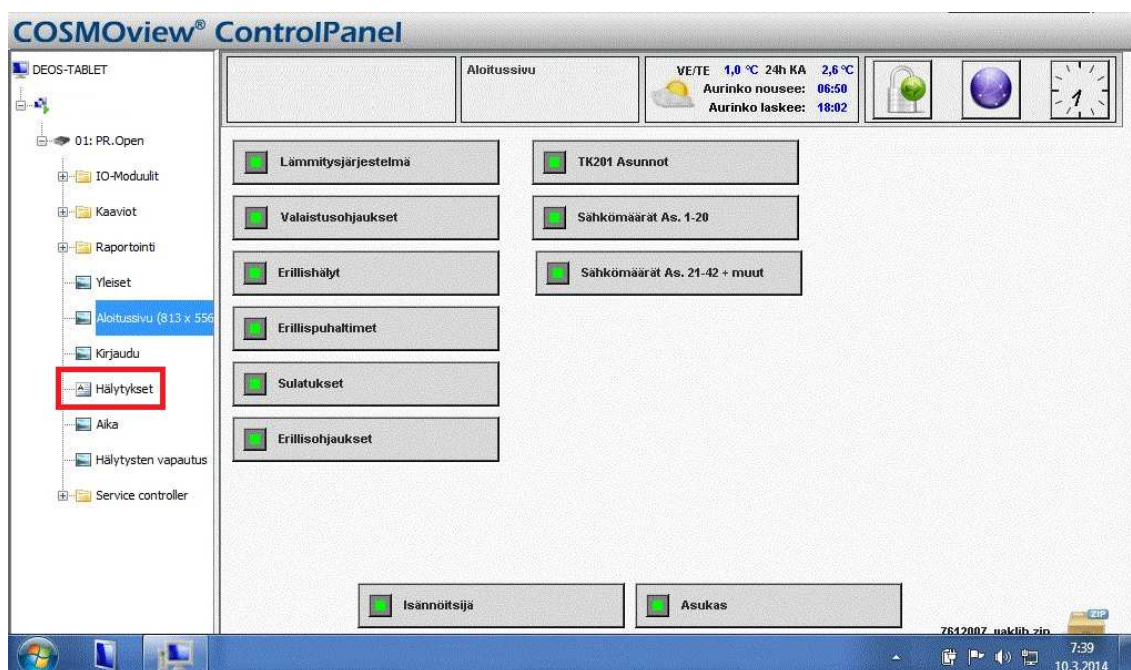 COSMOview® ControlPanel
DEOS-TABLET
01: PR.Open
IO-Moduulit
Kaaviot
Raportointi
Yleiset
Aloitussivu (813 x 556
Kirjaudu
Hälytykset
Aika
Hälytysten vapautus
Service controller
Aloitussivu
VE/TE 1,0 °C 24h KA 2,6 °C
Aurinko nousee: 06:50
Aurinko laskee: 18:02
1
Lämmitysjärjestelmä
TK201 Asunnot
Valaistusohjaukset
Sähkömäärät As. 1-20
Erillishälyt
Sähkömäärät As. 21-42 + muut
Erillispuhaltimet
Sulatukset
Erillisohjaukset
Isännöitsijä
Asukas
7612007_uaklib.zip
ZIP
7:39
10.3.2014